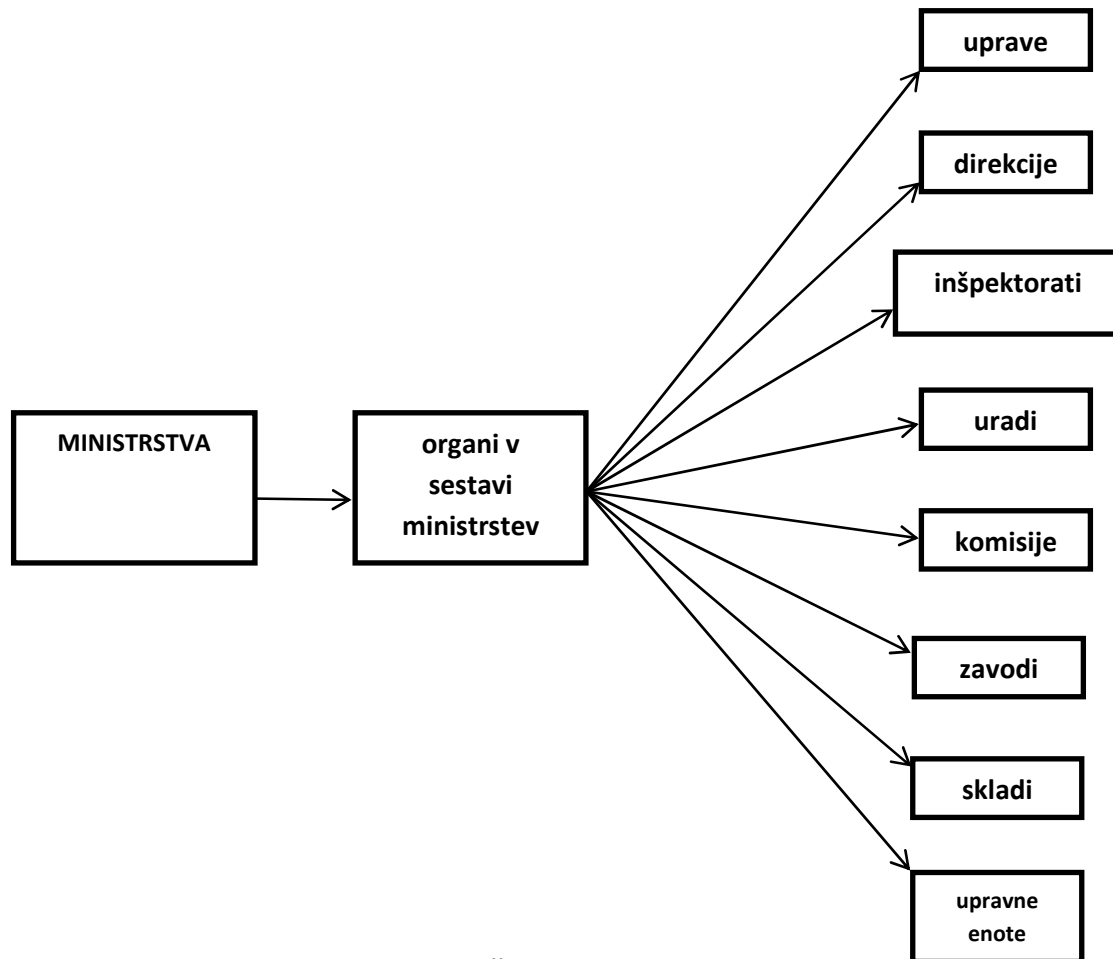 uprave
direkcije
inšpektorati
uradi
MINISTRSTVA
organi v
sestavi
ministrstev
komisije
zavodi
skladi
upravne
enote